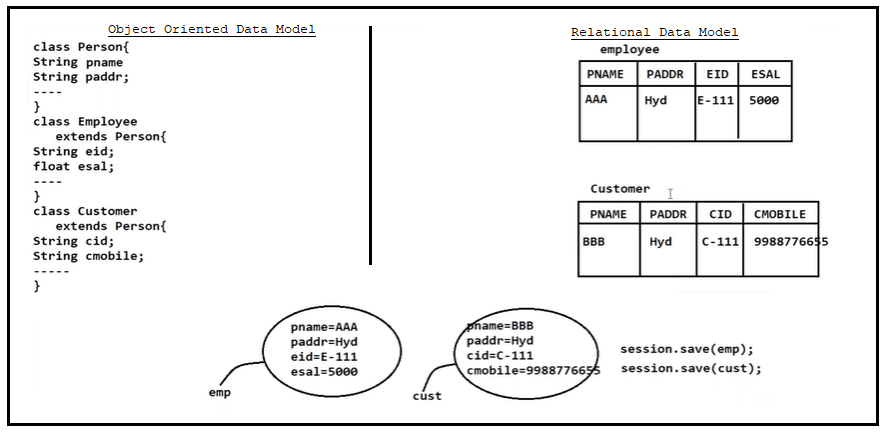 Object Oriented Data Model
class Person{
String pname
String paddr;
----
}
class Employee
extends Person{
String eid;
float esal;
----
}
class Customer
extends Person{
String cid;
String cmobile;
-----
}
Relational Data Model
employee
PNAME PADDR EID ESAL
AAA Hyd E-111 5000
Customer
PNAME PADDR CID CMOBILE
BBB Hyd C-111 9988776655
pname=AAA
paddr=Hyd
eid=E-111
esal=5000
emp
pname=BBB
paddr=Hyd
cid=C-111
cmobile=9988776655
cust
session.save(emp);
session.save(cust);